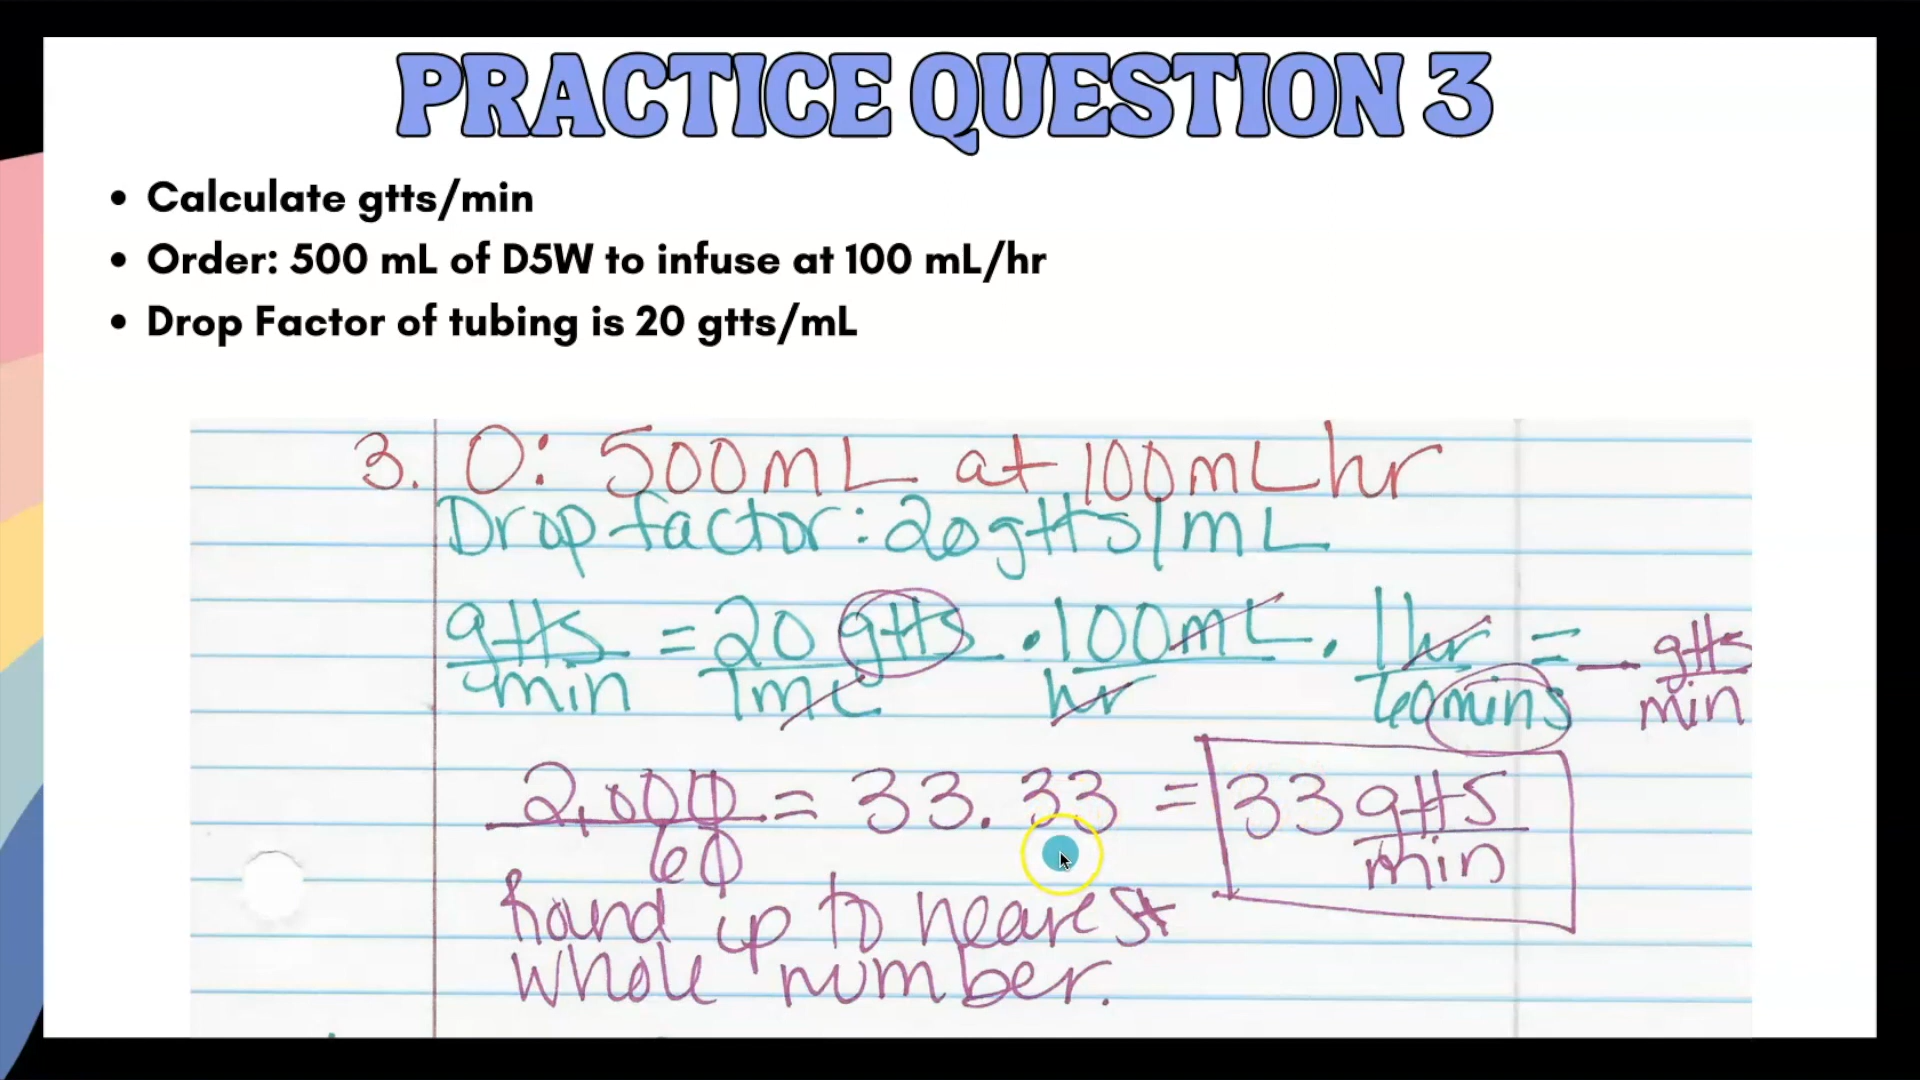 PRACTICE QUESTION 3
• Calculate gtts/min
• Order: 500 mL of D5W to infuse at 100 mL/hr
• Drop Factor of tubing is 20 gtts/mL
3. O: 500mL at 100mL hr
Drop factor: 20gtts/mL
gtts/min = 20 gtts/1mL · 100mL/hr · 1hr/60mins = _ gtts/min
2,000/60 = 33.33 = 33 gtts/min
Round up to nearest
whole number.